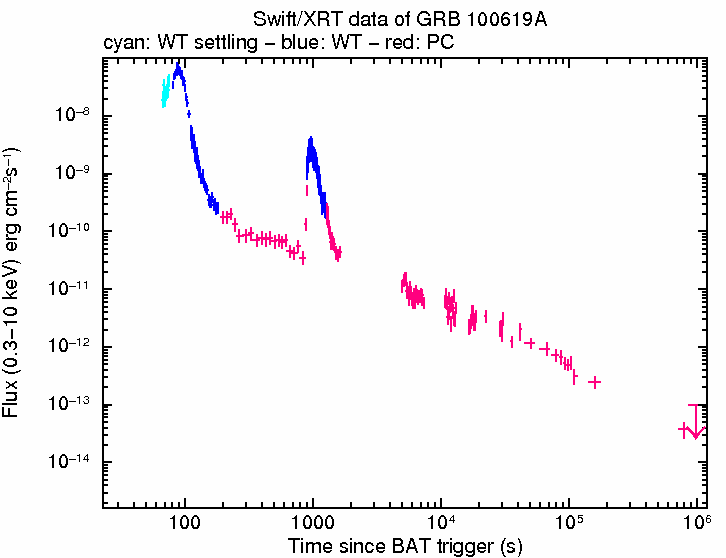 Swift/XRT data of GRB 100619A
cyan: WT settling – blue: WT – red: PC
Flux (0.3–10 keV) erg cm⁻²s⁻¹
10⁻⁸
10⁻⁹
10⁻¹⁰
10⁻¹¹
10⁻¹²
10⁻¹³
10⁻¹⁴
100 1000 10⁴ 10⁵ 10⁶
Time since BAT trigger (s)